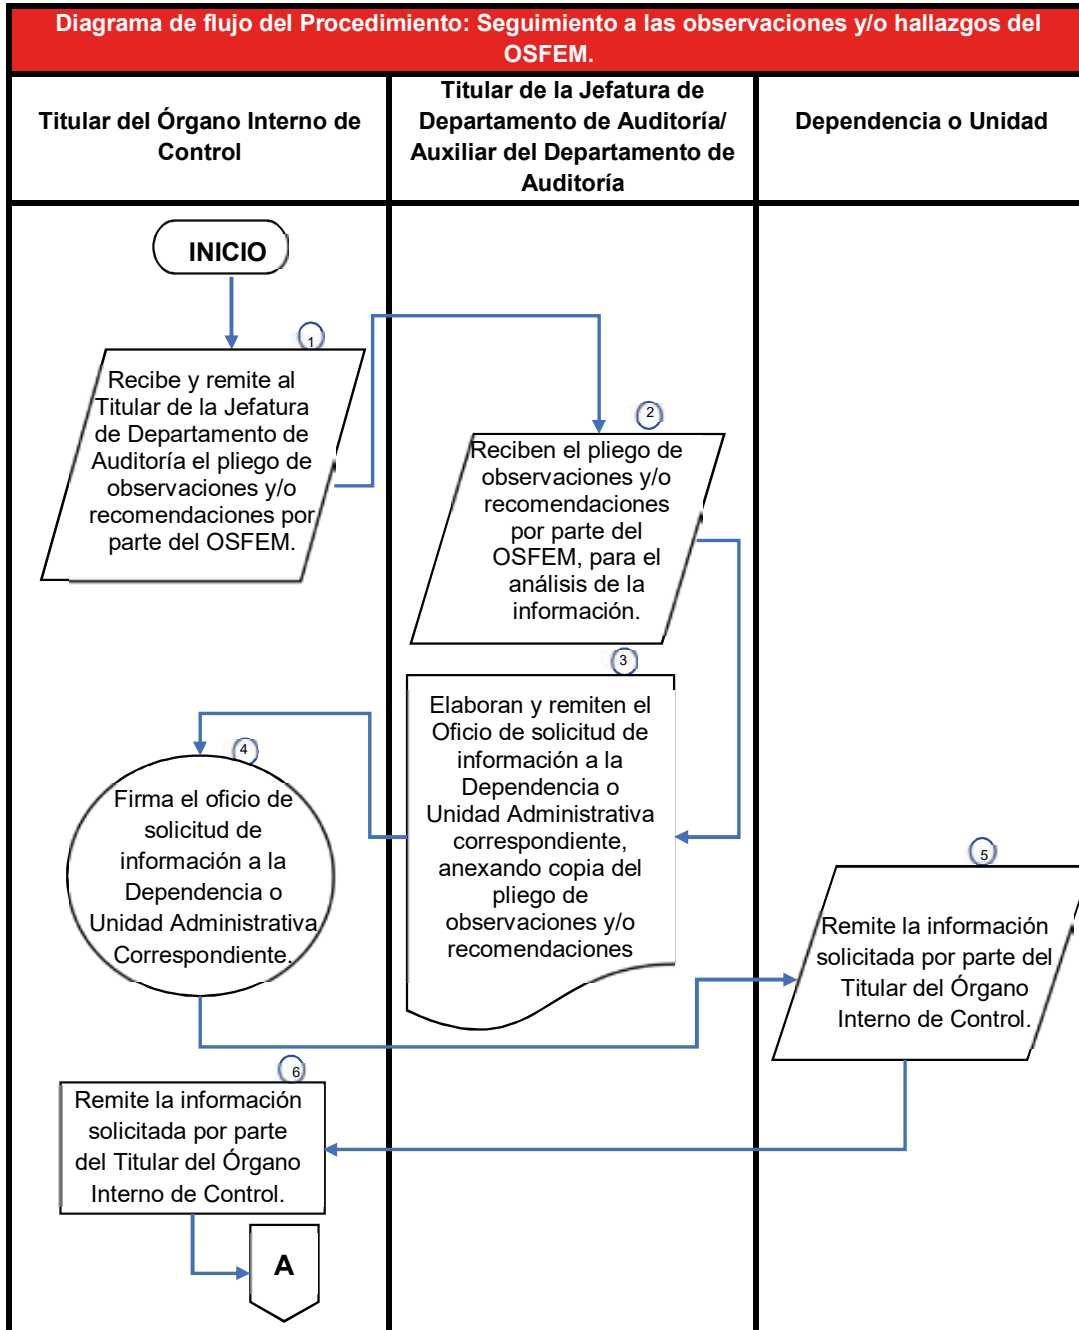 Diagrama de flujo del Procedimiento: Seguimiento a las observaciones y/o hallazgos del
OSFEM.
Titular del Órgano Interno de
Control
Titular de la Jefatura de
Departamento de Auditoría/
Auxiliar del Departamento de
Auditoría
Dependencia o Unidad
INICIO
1
Recibe y remite al
Titular de la Jefatura
de Departamento de
Auditoría el pliego de
observaciones y/o
recomendaciones por
parte del OSFEM.
2
Reciben el pliego de
observaciones y/o
recomendaciones
por parte del
OSFEM, para el
análisis de la
información.
3
Elaboran y remiten el
Oficio de solicitud de
información a la
Dependencia o
Unidad Administrativa
correspondiente,
anexando copia del
pliego de
observaciones y/o
recomendaciones
4
Firma el oficio de
solicitud de
información a la
Dependencia o
Unidad Administrativa
Correspondiente.
5
Remite la información
solicitada por parte del
Titular del Órgano
Interno de Control.
6
Remite la información
solicitada por parte
del Titular del Órgano
Interno de Control.
A